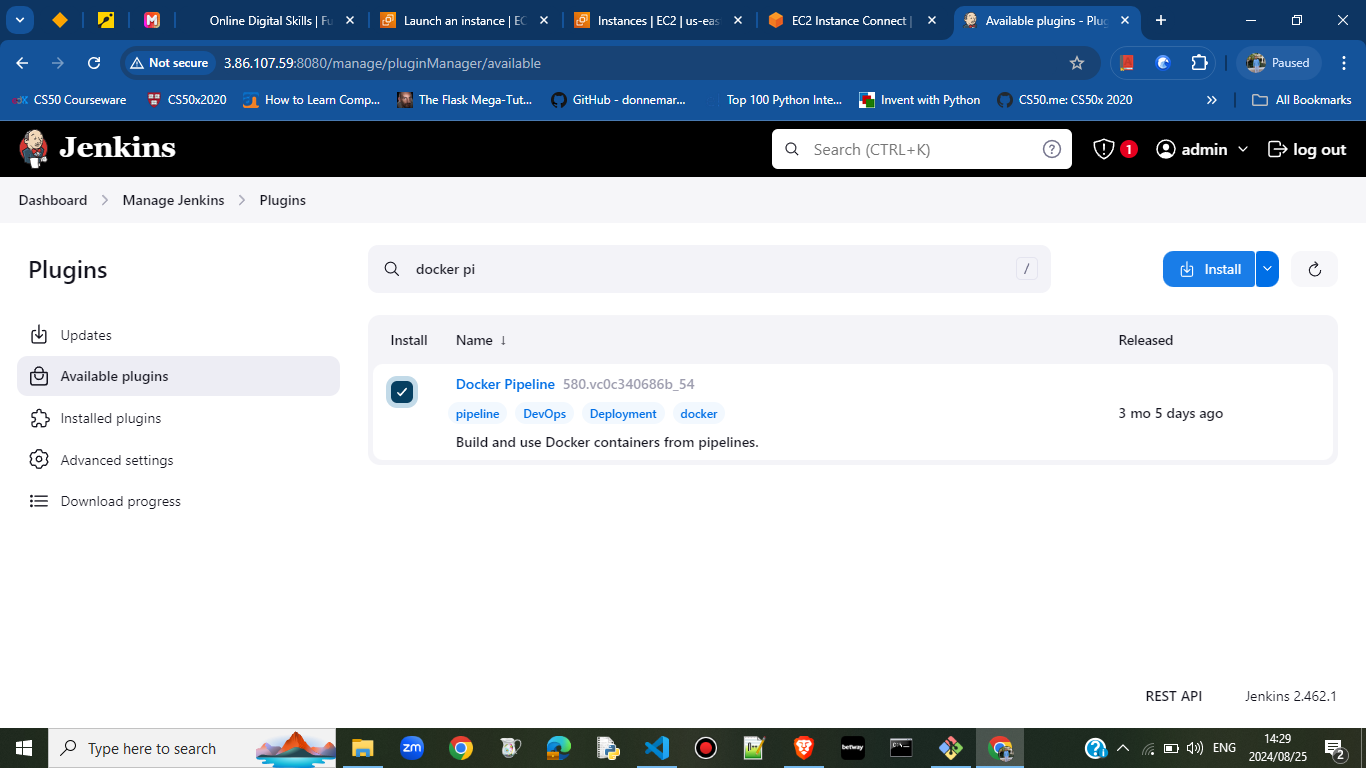 Online Digital Skills | Fu
Launch an instance | EC
Instances | EC2 | us-eas
EC2 Instance Connect |
Available plugins - Plug
Not secure
3.86.107.59:8080/manage/pluginManager/available
Paused
CS50 Courseware
CS50x2020
How to Learn Comp...
The Flask Mega-Tut...
GitHub - donnemar...
Top 100 Python Inte...
Invent with Python
CS50.me: CS50x 2020
All Bookmarks
Jenkins
Search (CTRL+K)
1
admin
log out
Dashboard
Manage Jenkins
Plugins
Plugins
docker pi
/
Install
Updates
Available plugins
Installed plugins
Advanced settings
Download progress
Install
Name ↓
Released
Docker Pipeline 580.vc0c340686b_54
pipeline
DevOps
Deployment
docker
Build and use Docker containers from pipelines.
3 mo 5 days ago
REST API
Jenkins 2.462.1
Type here to search
zm
betway
ENG
14:29
2024/08/25
2